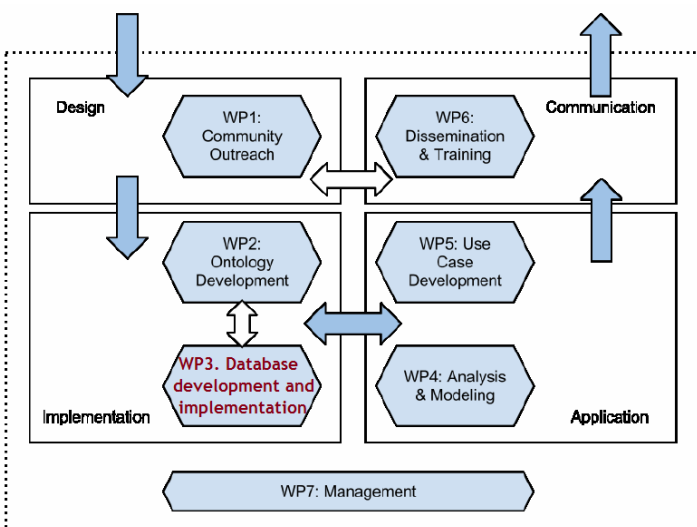 Design
WP1:
Community
Outreach
WP6:
Dissemination
& Training
Communication
WP2:
Ontology
Development
WP5: Use
Case
Development
WP3. Database
development and
implementation
Implementation
WP4: Analysis
& Modeling
Application
WP7: Management